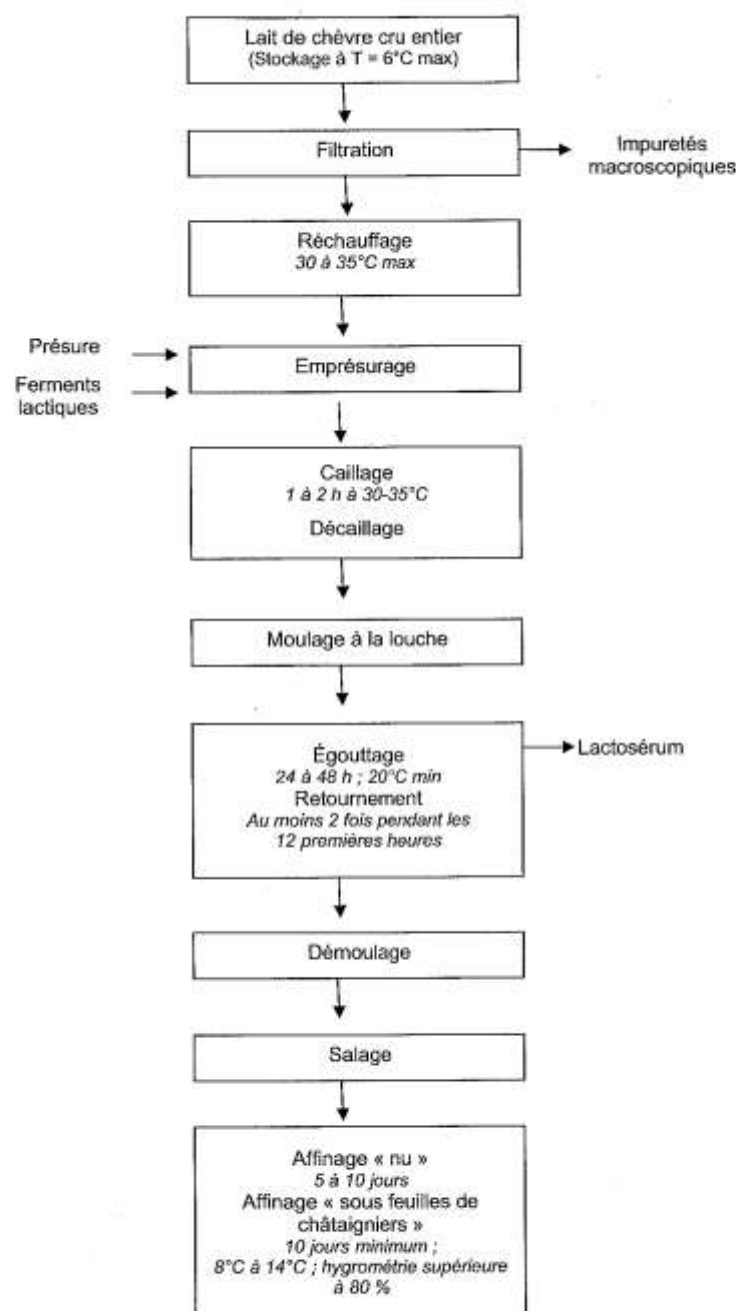 Lait de chèvre cru entier
(Stockage à T = 6°C max)
Filtration
Impuretés
macroscopiques
Réchauffage
30 à 35°C max
Présure
Ferments
lactiques
Emprésurage
Caillage
1 à 2 h à 30-35°C
Décaillage
Moulage à la louche
Égouttage
24 à 48 h ; 20°C min
Retournement
Au moins 2 fois pendant les
12 premières heures
Lactosérum
Démoulage
Salage
Affinage « nu »
5 à 10 jours
Affinage « sous feuilles de
châtaigniers »
10 jours minimum ;
8°C à 14°C ; hygrométrie supérieure
à 80 %